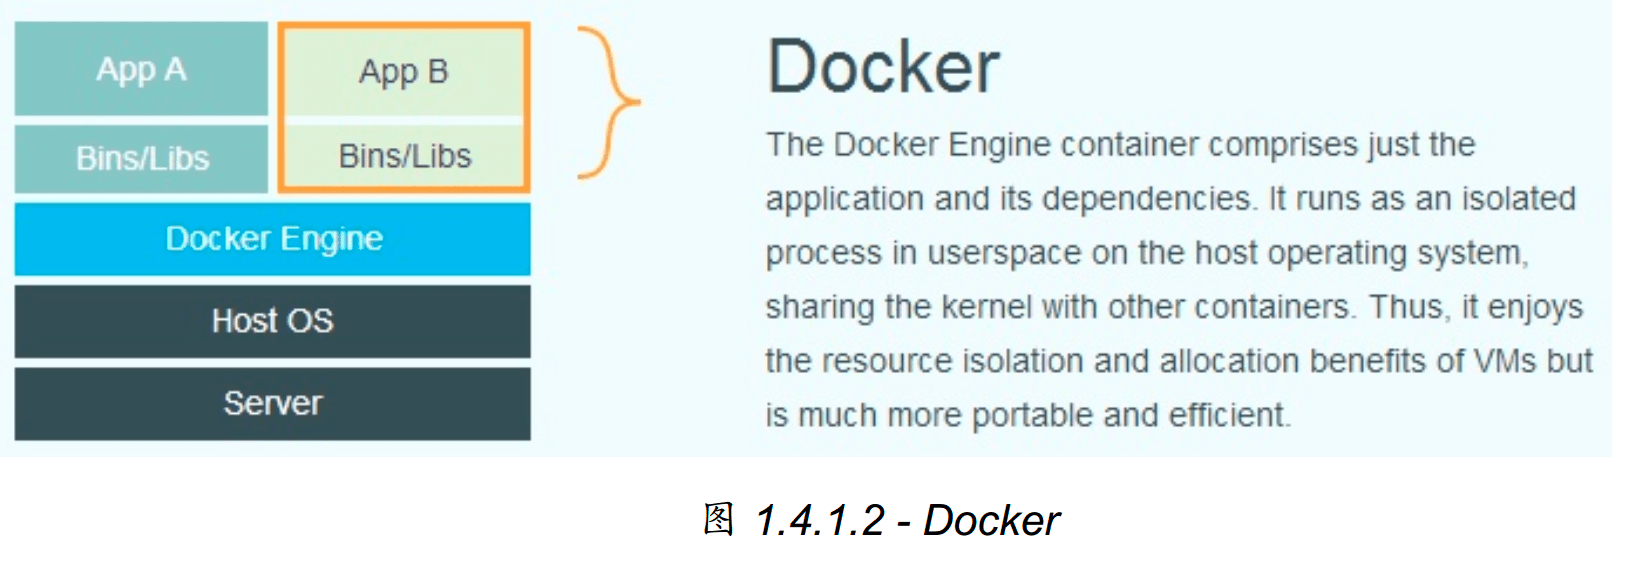 App A
App B
Bins/Libs
Bins/Libs
Docker Engine
Host OS
Server
Docker
The Docker Engine container comprises just the
application and its dependencies. It runs as an isolated
process in userspace on the host operating system,
sharing the kernel with other containers. Thus, it enjoys
the resource isolation and allocation benefits of VMs but
is much more portable and efficient.
图 1.4.1.2 - Docker